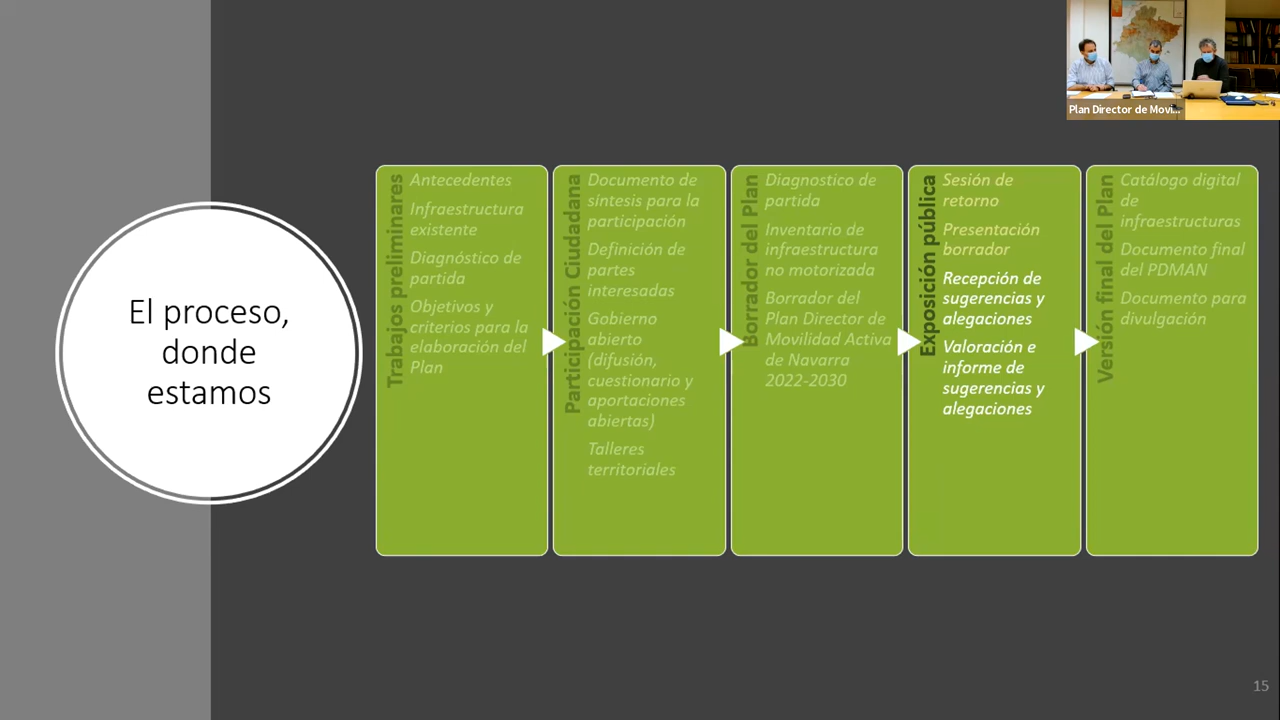 Plan Director de Movi...
El proceso,
donde
estamos
Trabajos preliminares
Antecedentes
Infraestructura
existente
Diagnóstico de
partida
Objetivos y
criterios para la
elaboración del
Plan
Participación Ciudadana
Documento de
síntesis para la
participación
Definición de
partes
interesadas
Gobierno
abierto
(difusión,
cuestionario y
aportaciones
abiertas)
Talleres
territoriales
Borrador del Plan
Diagnostico de
partida
Inventario de
infraestructura
no motorizada
Borrador del
Plan Director de
Movilidad Activa
de Navarra
2022-2030
Exposición pública
Sesión de
retorno
Presentación
borrador
Recepción de
sugerencias y
alegaciones
Valoración e
informe de
sugerencias y
alegaciones
Versión final del Plan
Catálogo digital
de
infraestructuras
Documento final
del PDMAN
Documento para
divulgación
15